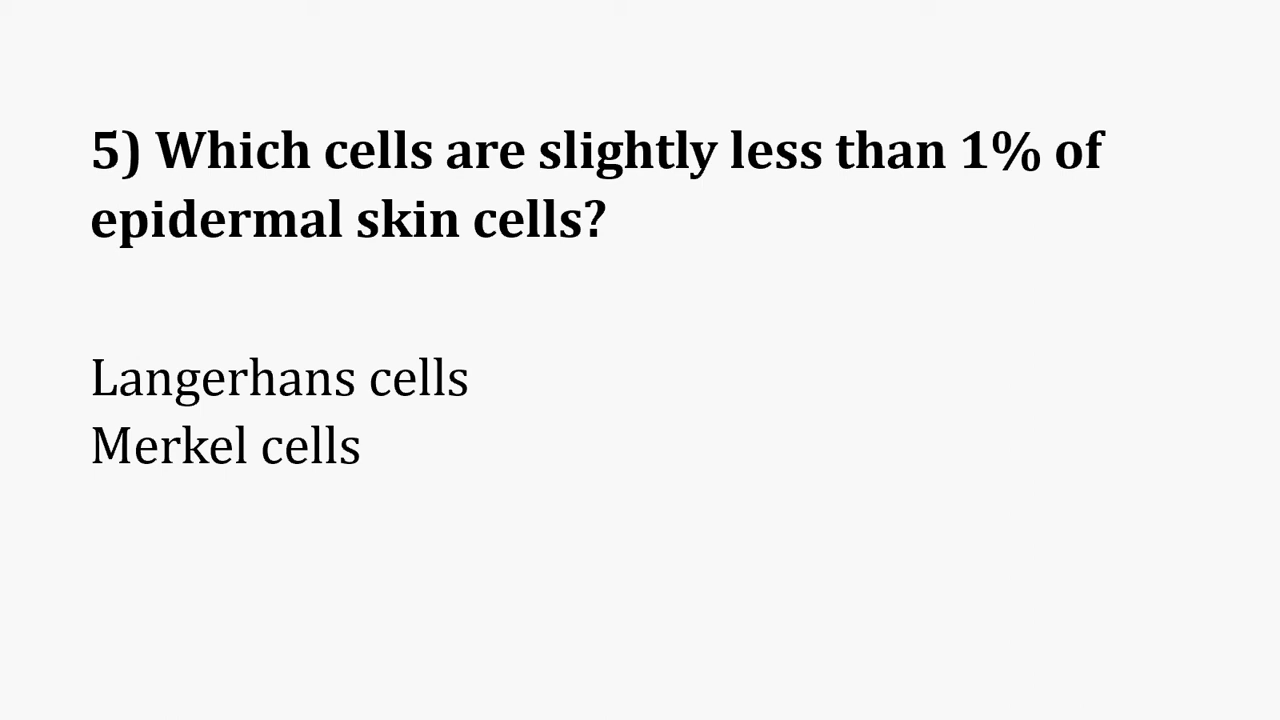 5) Which cells are slightly less than 1% of
epidermal skin cells?
Langerhans cells
Merkel cells